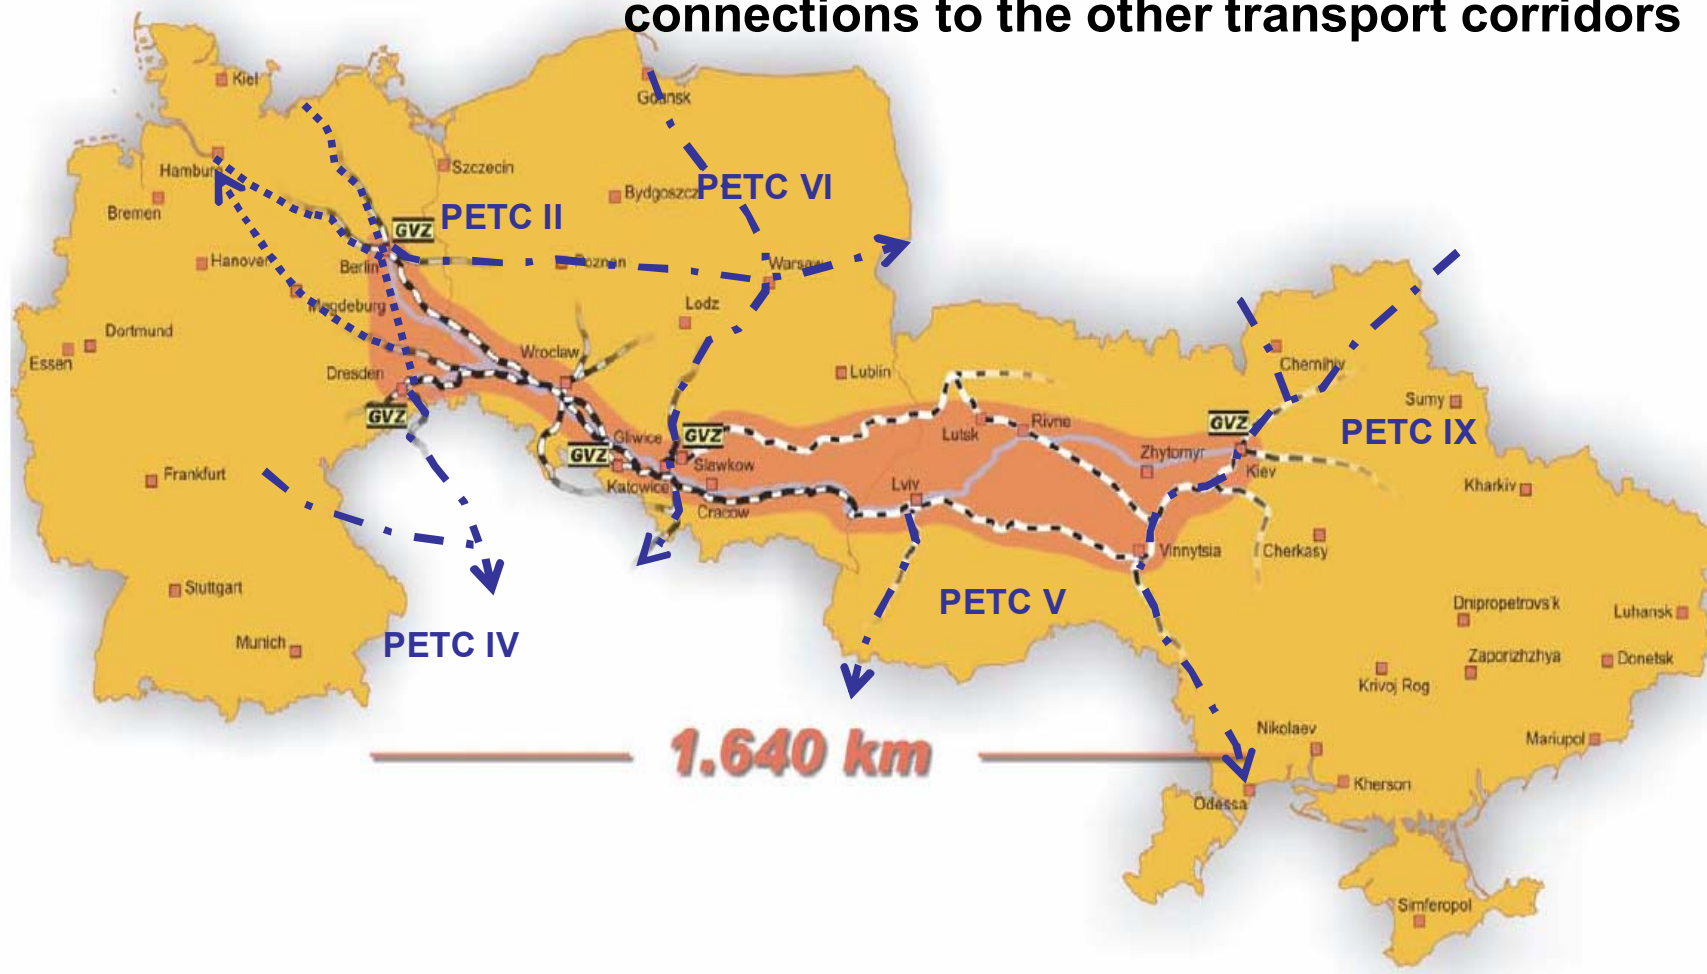 connections to the other transport corridors
Kiel
Gdansk
Hamburg
Szczecin
Bydgoszcz
PETC VI
Bremen
PETC II
GVZ
Hanover
Berlin
Poznan
Warsaw
Magdeburg
Lodz
Dortmund
Essen
Wroclaw
Dresden
Lublin
Chernihiv
Sumy
GVZ
Gliwice
GVZ
Lutsk
Rivne
GVZ
PETC IX
GVZ
Slawkow
Zhytomyr
Kiev
Frankfurt
Katowice
Lviv
Kharkiv
Cracow
Vinnytsia
Cherkasy
Stuttgart
PETC V
Dnipropetrovs'k
Luhansk
Munich
PETC IV
Zaporizhzhya
Donetsk
Krivoj Rog
1.640 km
Nikolaev
Mariupol
Kherson
Odessa
Simferopol